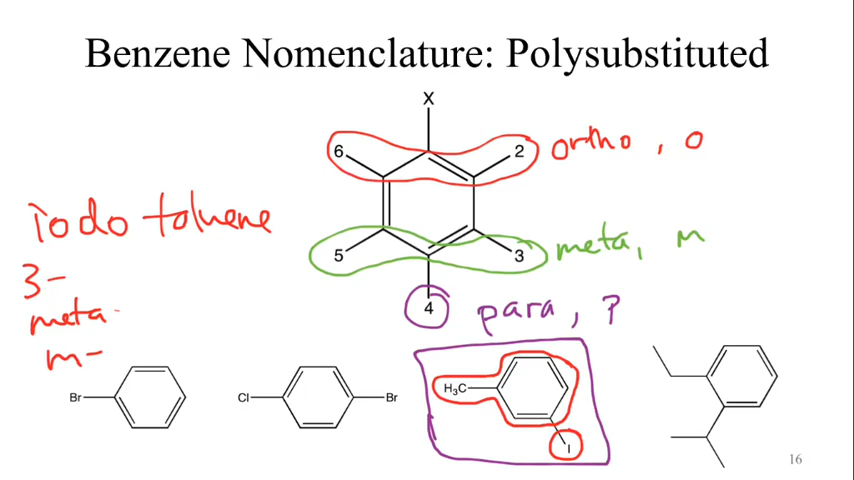 Benzene Nomenclature: Polysubstituted
X
6
2
ortho, o
iodo toluene
5
3
meta, m
3-
4
para, p
meta-
m-
Br
Cl
Br
H₃C
I
16